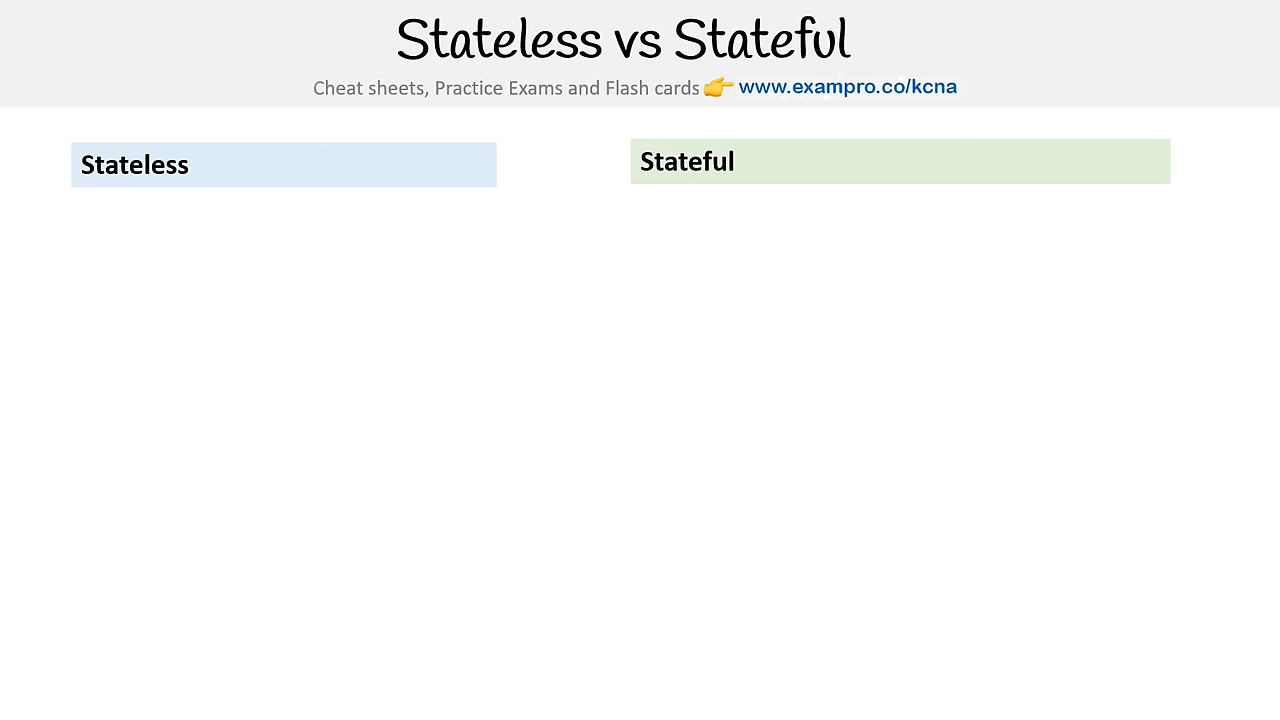 Stateless vs Stateful
Cheat sheets, Practice Exams and Flash cards 👉 www.exampro.co/kcna
Stateless
Stateful